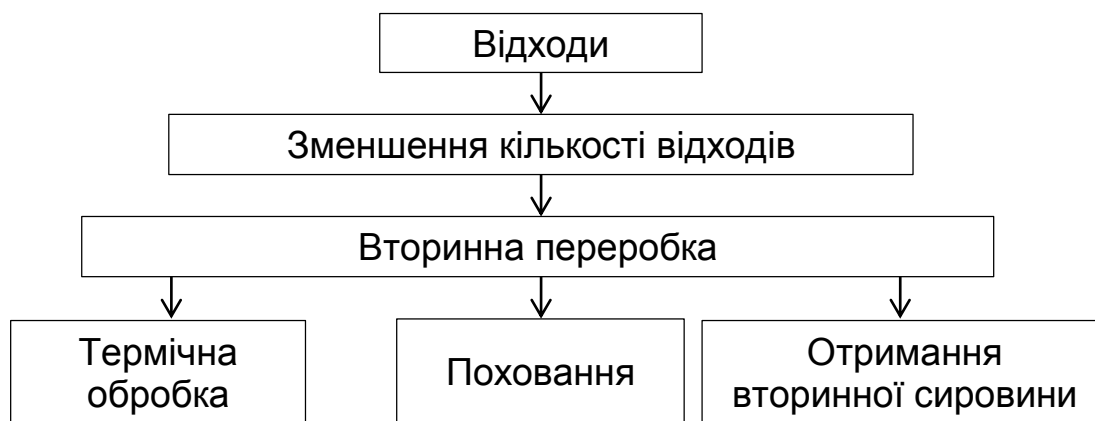 Відходи
Зменшення кількості відходів
Вторинна переробка
Термічна
обробка
Поховання
Отримання
вторинної сировини